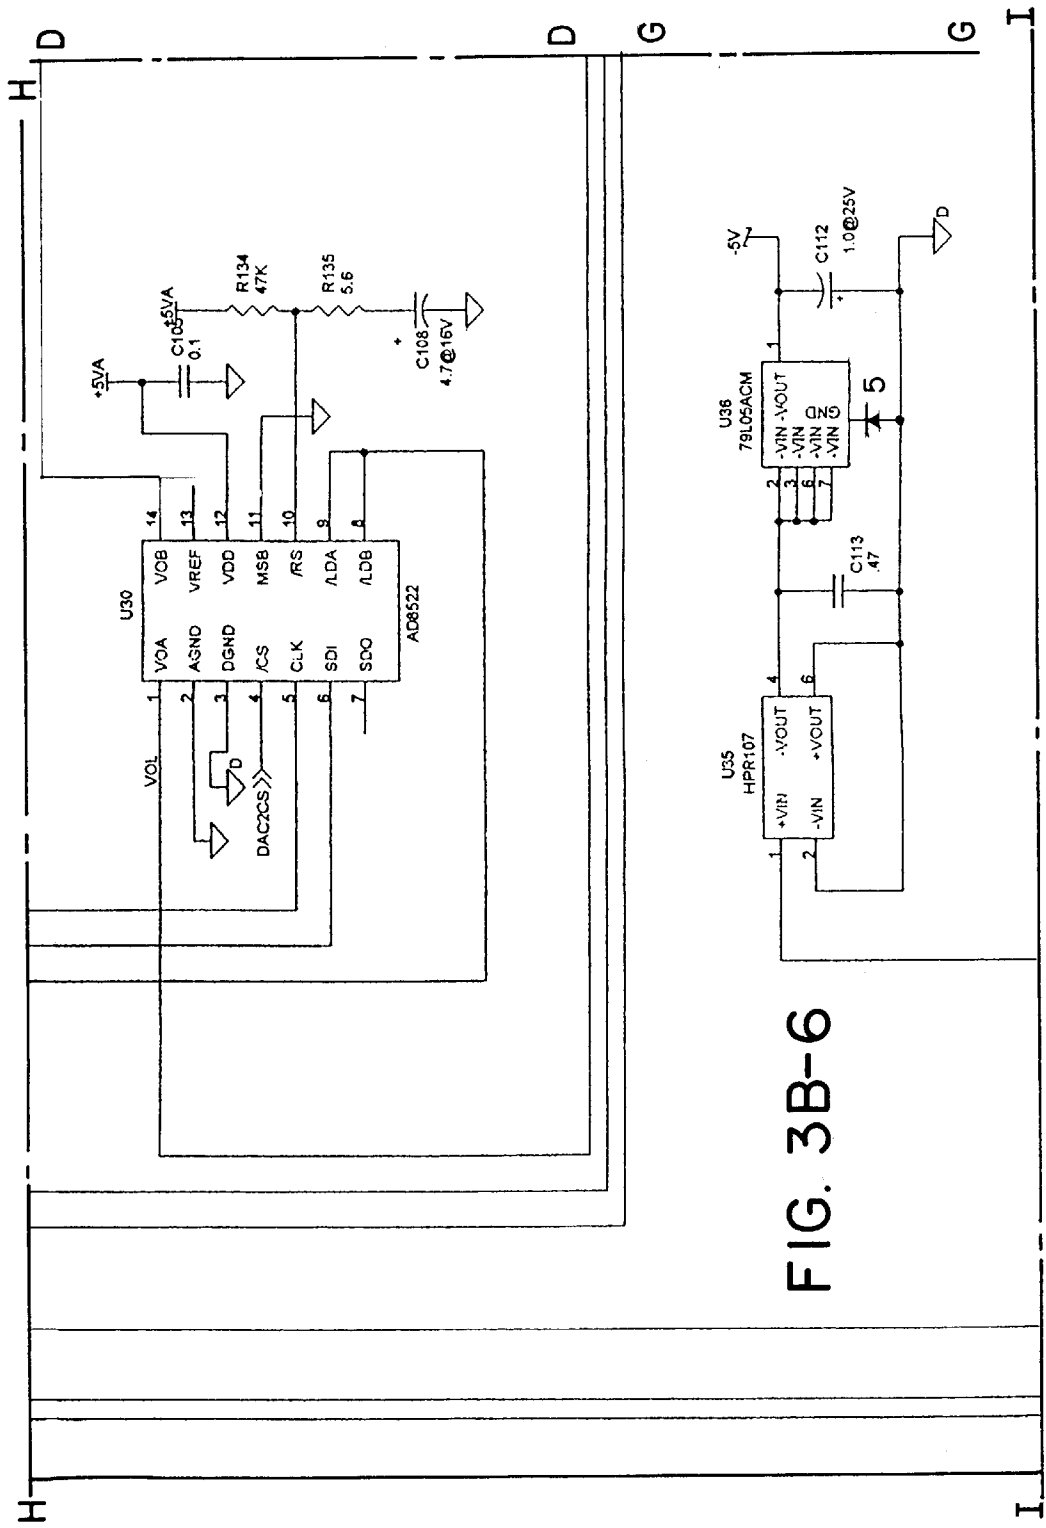 H
H
D
D
G
G
I
I
U30
AD8522
VOA
AGND
DGND
/CS
CLK
SDI
SDO
VOB
VREF
VDD
MSB
/RS
/LDA
/LDB
1
2
3
4
5
6
7
14
13
12
11
10
9
8
VOL
D
DAC2CS
+5VA
C105
0.1
+5VA
R134
47K
R135
5.6
+
C108
4.7@16V
U35
HPR107
+VIN
-VIN
-VOUT
+VOUT
1
2
4
6
C113
.47
U36
79L05ACM
-VIN -VOUT
-VIN
-VIN
-VIN
GND
2
3
6
7
1
5
-5V
C112
1.0@25V
+
D
FIG. 3B-6